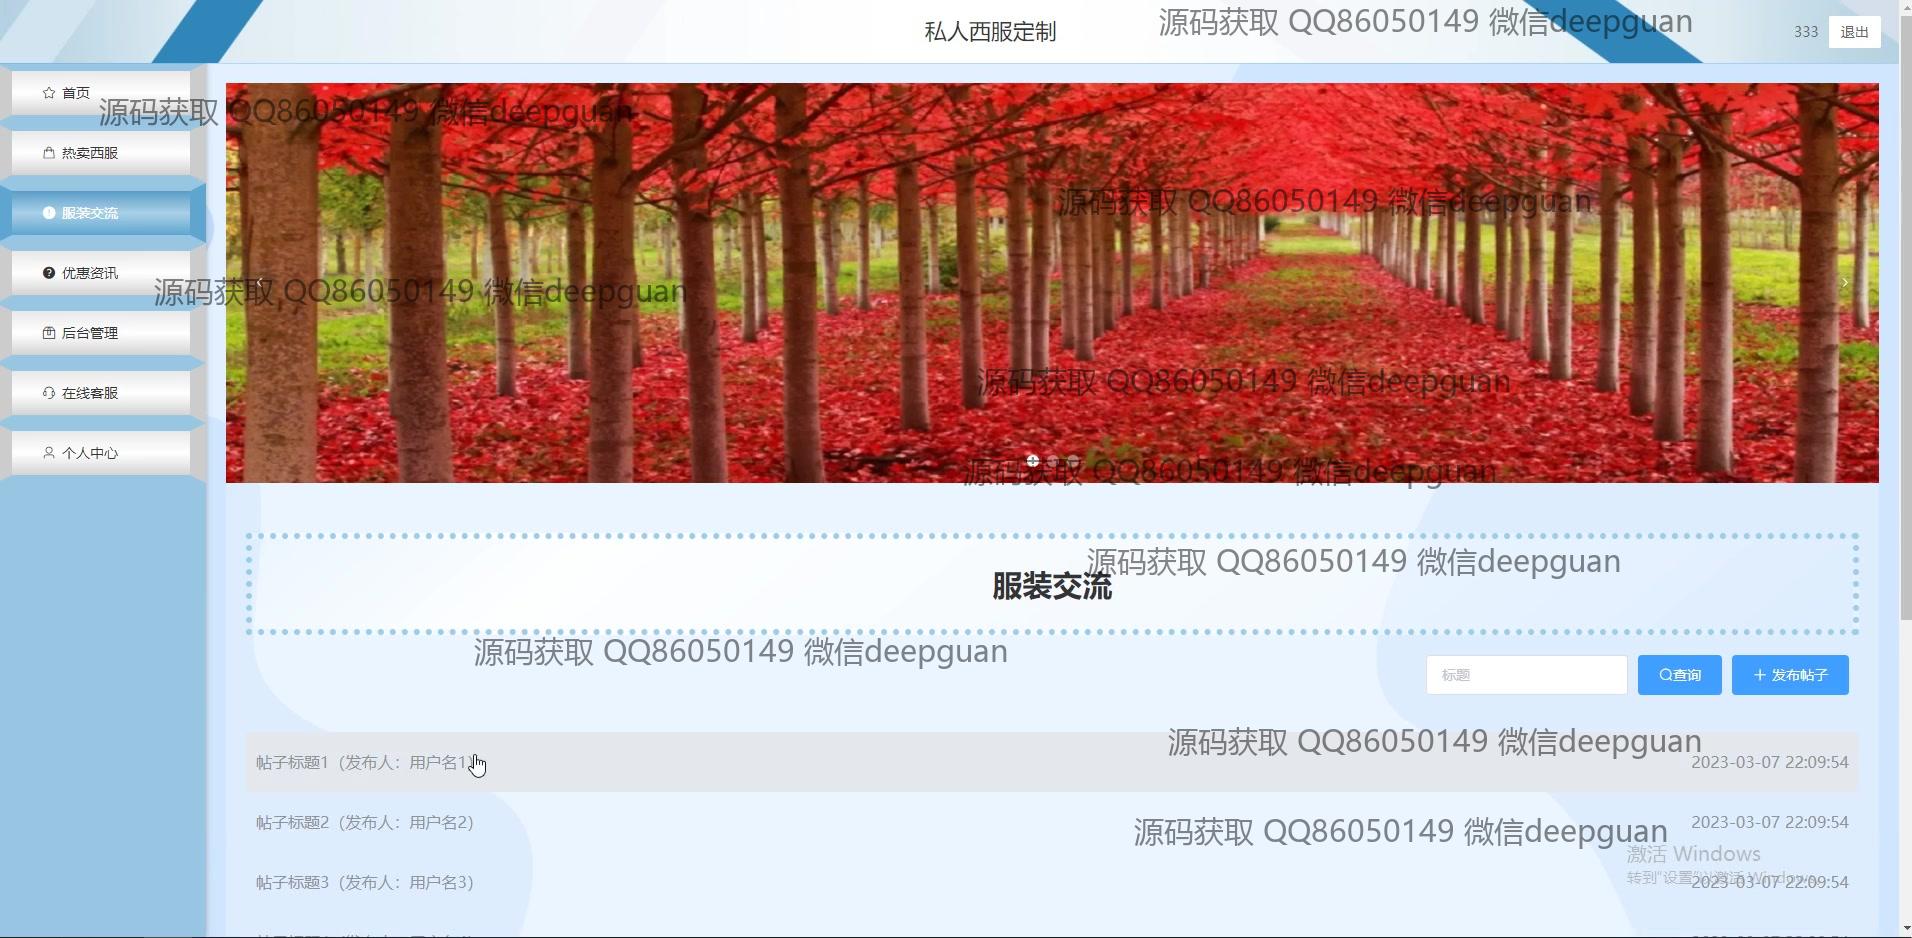 私人西服定制
源码获取 QQ86050149 微信deepguan
333
退出
首页
源码获取 QQ86050149 微信deepguan
热卖西服
源码获取 QQ86050149 微信deepguan
服装交流
优惠资讯
源码获取 QQ86050149 微信deepguan
后台管理
源码获取 QQ86050149 微信deepguan
在线客服
个人中心
源码获取 QQ86050149 微信deepguan
源码获取 QQ86050149 微信deepguan
服装交流
源码获取 QQ86050149 微信deepguan
标题
查询
发布帖子
源码获取 QQ86050149 微信deepguan
帖子标题1（发布人：用户名1）
2023-03-07 22:09:54
帖子标题2（发布人：用户名2）
源码获取 QQ86050149 微信deepguan
2023-03-07 22:09:54
激活 Windows
转到"设置"以激活 Windows。
帖子标题3（发布人：用户名3）
2023-03-07 22:09:54